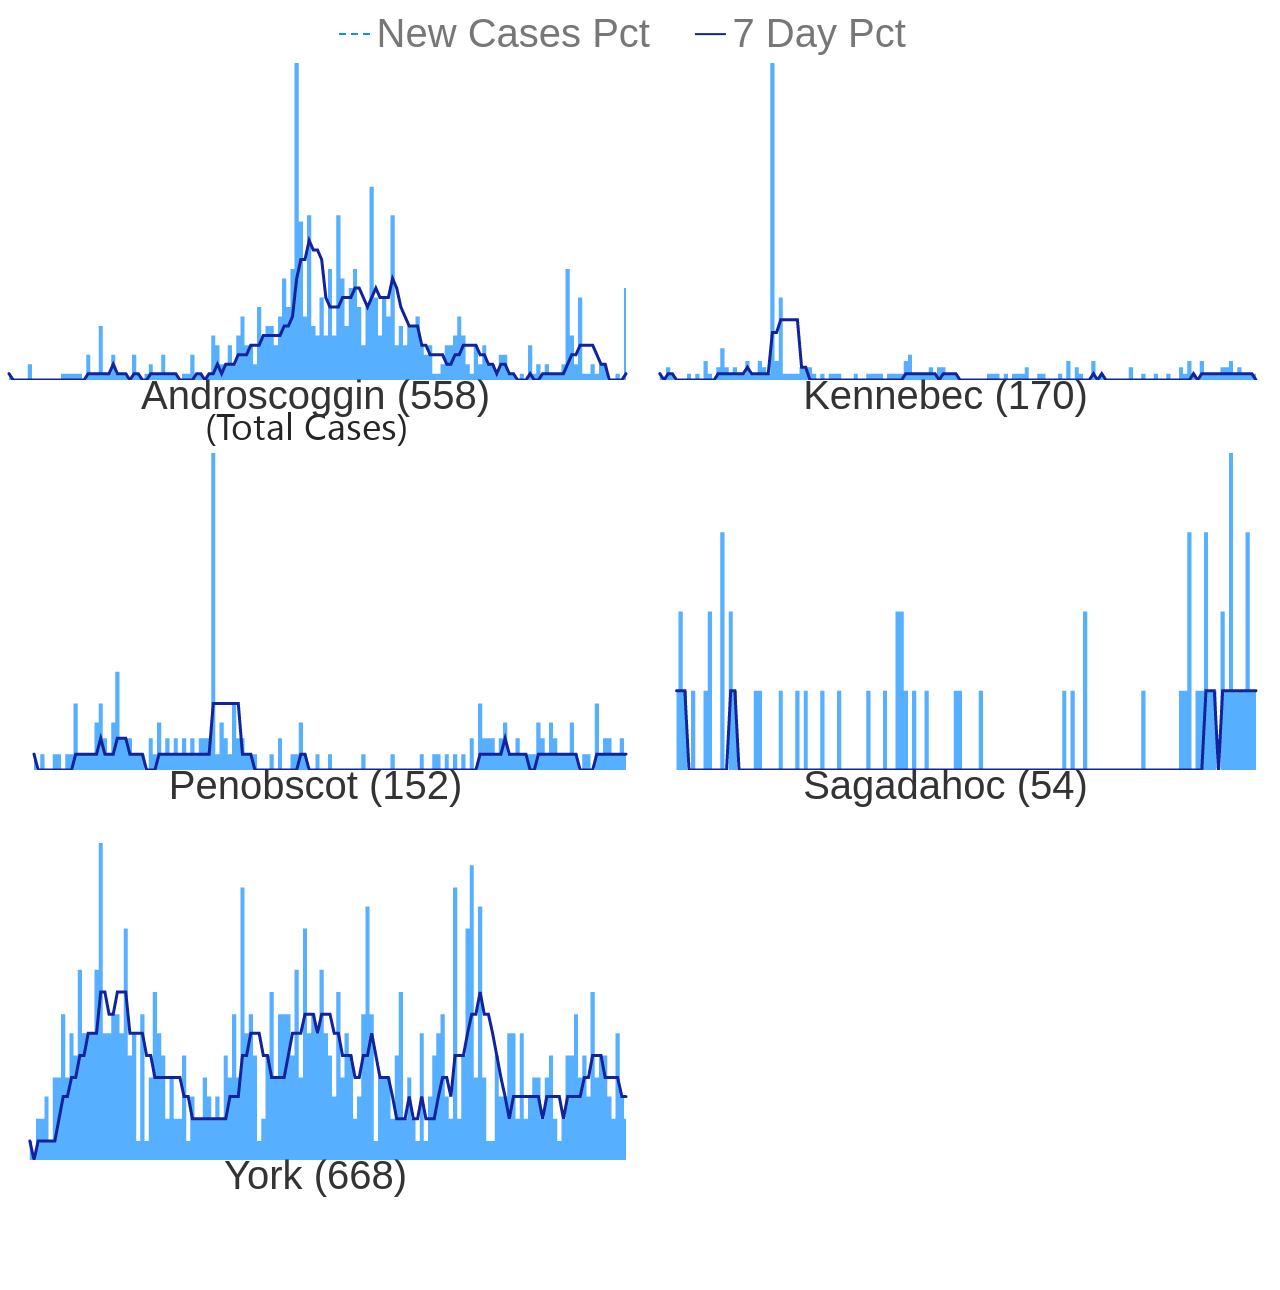 New Cases Pct 7 Day Pct
Androscoggin (558)
(Total Cases)
Kennebec (170)
Penobscot (152)
Sagadahoc (54)
York (668)